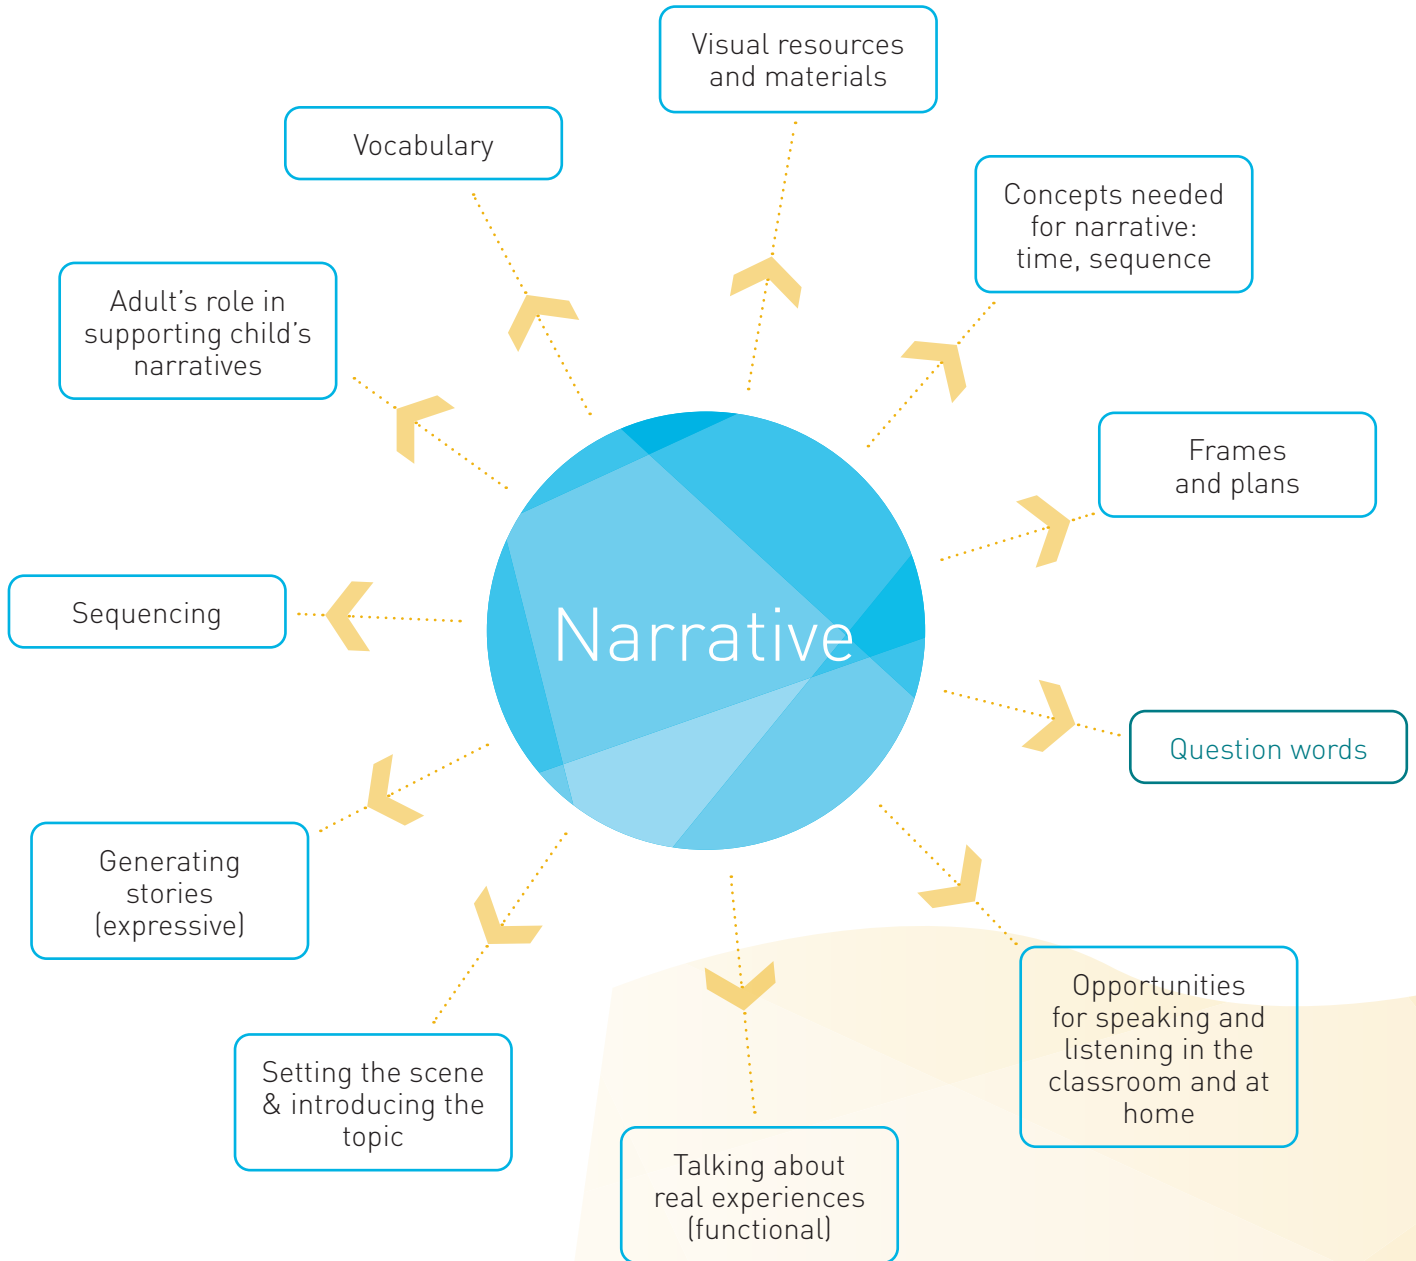 Visual resources
and materials
Vocabulary
Concepts needed
for narrative:
time, sequence
Adult’s role in
supporting child’s
narratives
Frames
and plans
Sequencing
Narrative
Question words
Generating
stories
(expressive)
Opportunities
for speaking and
listening in the
classroom and at
home
Setting the scene
& introducing the
topic
Talking about
real experiences
(functional)